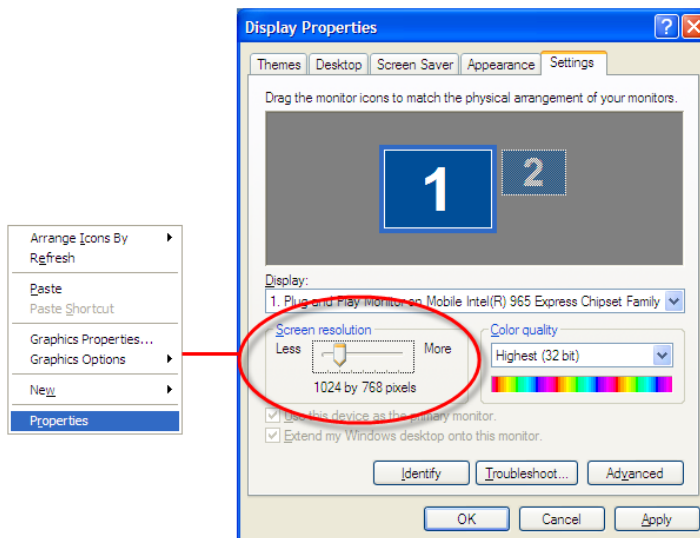 Arrange Icons By
Refresh
Paste
Paste Shortcut
Graphics Properties...
Graphics Options
New
Properties
Display Properties
Themes Desktop Screen Saver Appearance Settings
Drag the monitor icons to match the physical arrangement of your monitors.
1 2
Display:
1. Plug and Play Monitor on Mobile Intel(R) 965 Express Chipset Family
Screen resolution
Less More
1024 by 768 pixels
Color quality
Highest (32 bit)
Use this device as the primary monitor.
Extend my Windows desktop onto this monitor.
Identify Troubleshoot... Advanced
OK Cancel Apply